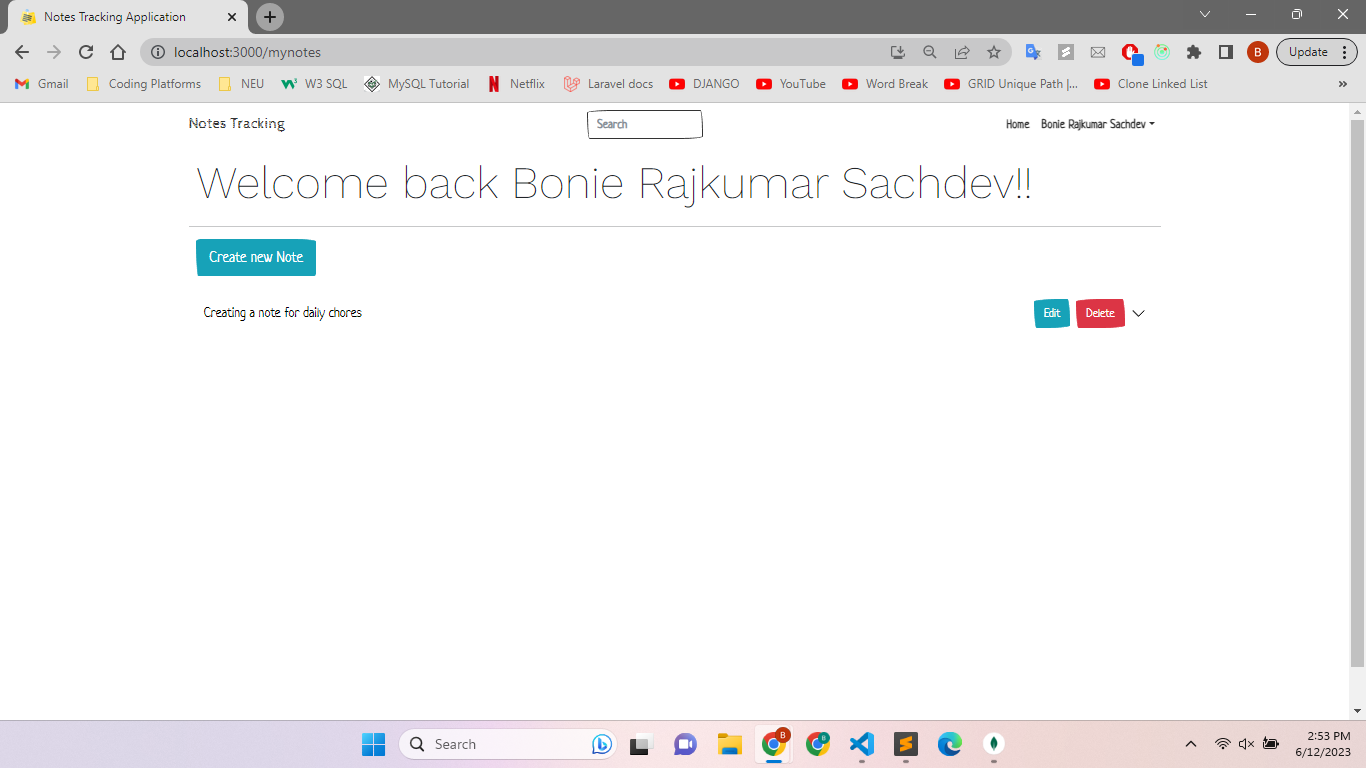 Notes Tracking Application
localhost:3000/mynotes
B
Update
Gmail Coding Platforms NEU W3 SQL MySQL Tutorial Netflix Laravel docs DJANGO YouTube Word Break GRID Unique Path |... Clone Linked List »
Notes Tracking Search Home Bonie Rajkumar Sachdev
Welcome back Bonie Rajkumar Sachdev!!
Create new Note
Creating a note for daily chores Edit Delete
Search
B
B
2:53 PM
6/12/2023